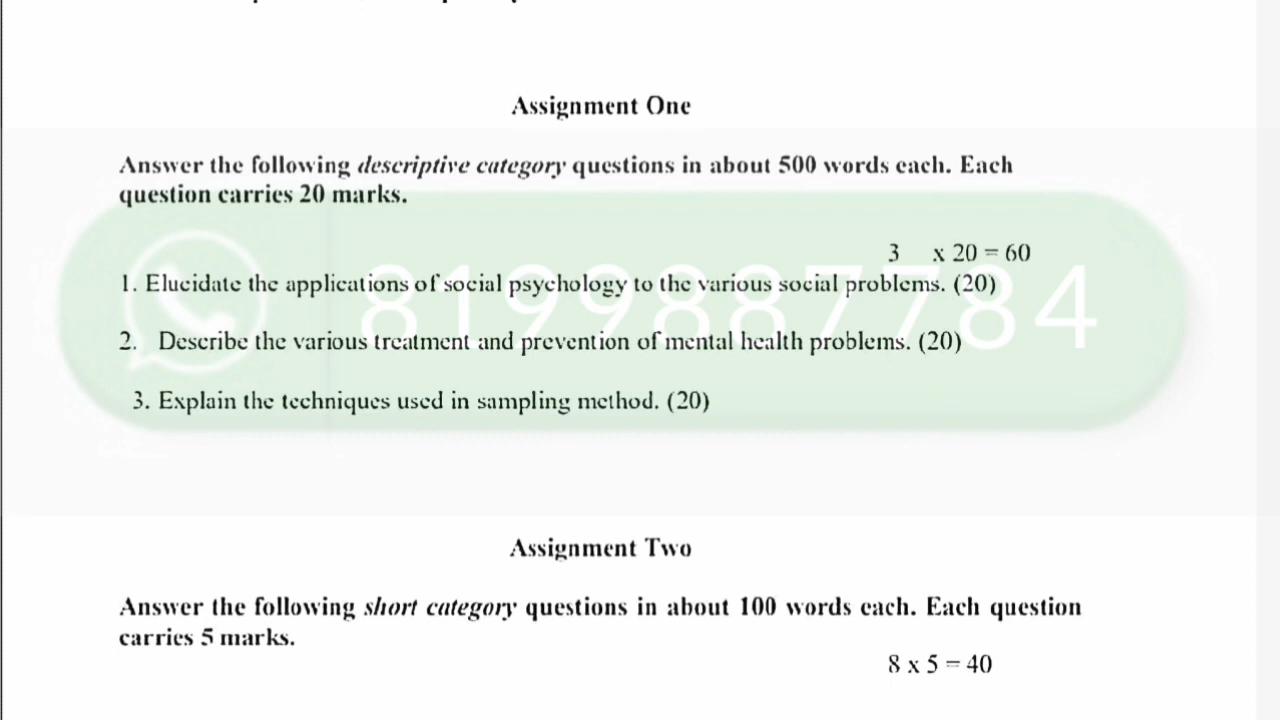 Assignment One
Answer the following descriptive category questions in about 500 words each. Each
question carries 20 marks.
3 x 20 = 60
1. Elucidate the applications of social psychology to the various social problems. (20)
8199887784
2. Describe the various treatment and prevention of mental health problems. (20)
3. Explain the techniques used in sampling method. (20)
Assignment Two
Answer the following short category questions in about 100 words each. Each question
carries 5 marks.
8 x 5 = 40